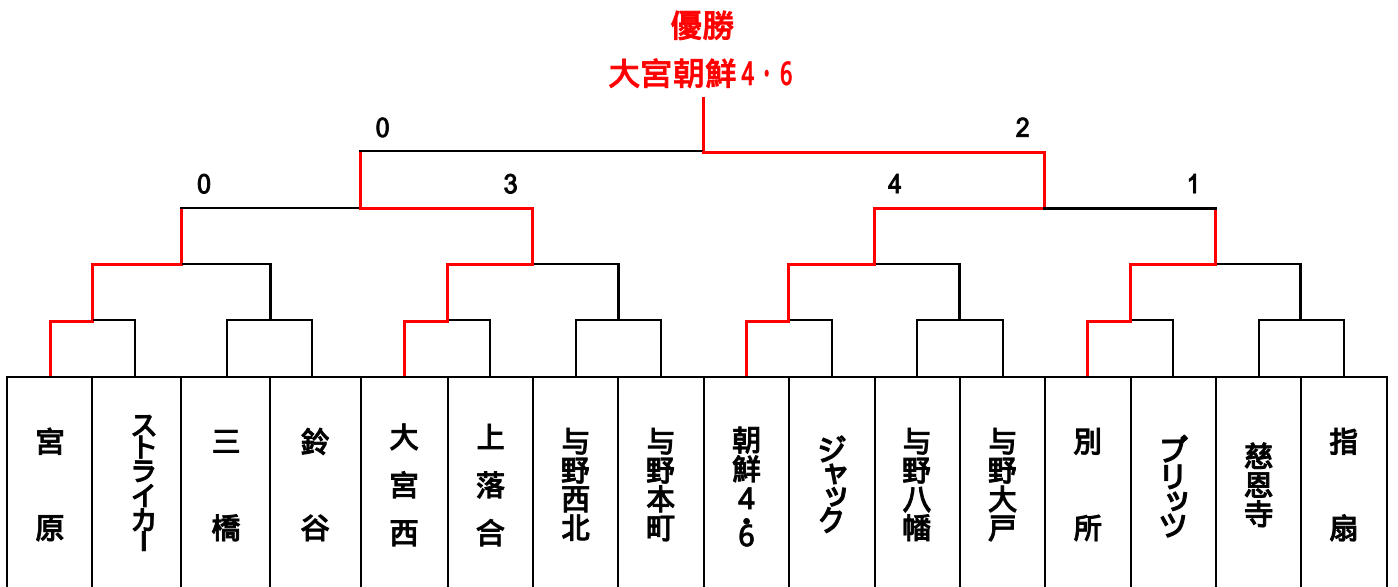 優勝
大宮朝鮮4・6
0 2
0 3 4 1
宮原
ストライカー
三橋
鈴谷
大宮西
上落合
与野西北
与野本町
朝鮮4・6
ジャック
与野八幡
与野大戸
別所
ブリッツ
慈恩寺
指扇